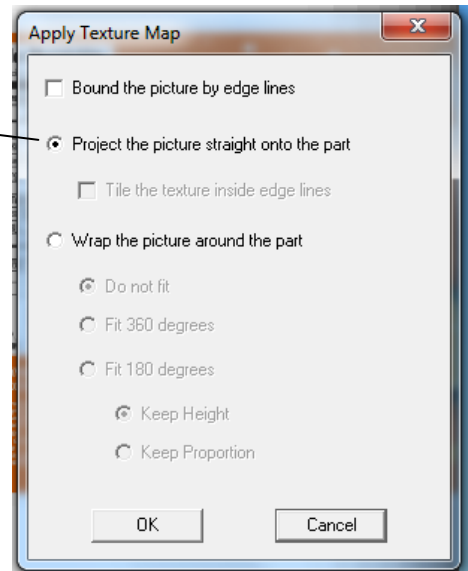 Apply Texture Map
Bound the picture by edge lines
Project the picture straight onto the part
Tile the texture inside edge lines
Wrap the picture around the part
Do not fit
Fit 360 degrees
Fit 180 degrees
Keep Height
Keep Proportion
OK Cancel